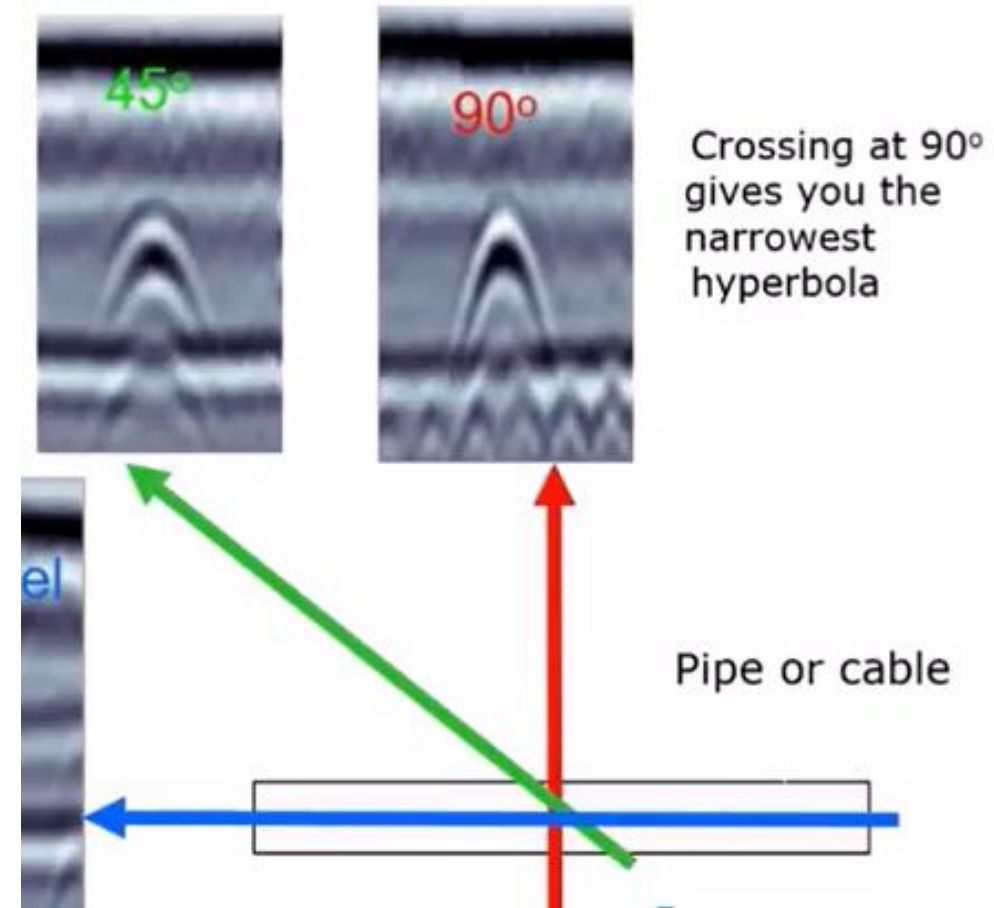 45°
90°
Crossing at 90°
gives you the
narrowest
hyperbola
el
Pipe or cable